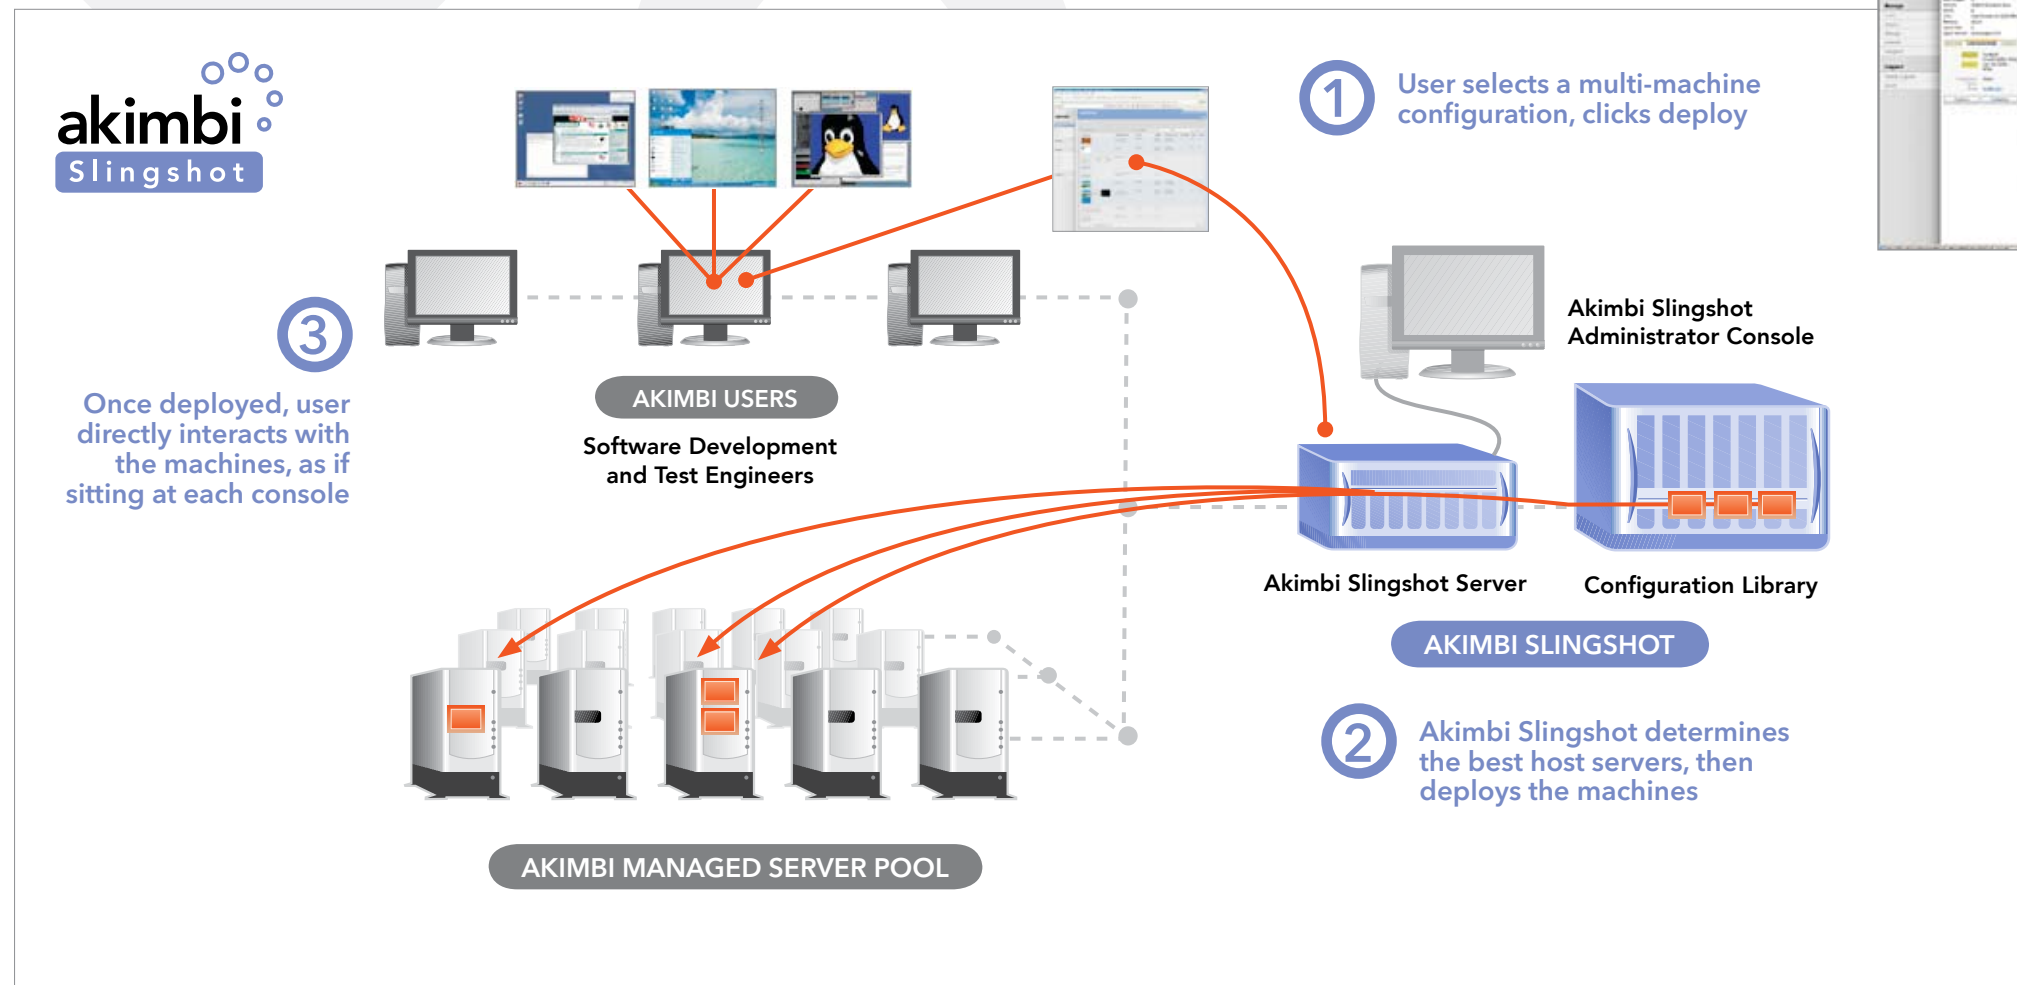 akimbi
Slingshot
1
User selects a multi-machine
configuration, clicks deploy
Akimbi Slingshot
Administrator Console
3
Once deployed, user
directly interacts with
the machines, as if
sitting at each console
AKIMBI USERS
Software Development
and Test Engineers
Akimbi Slingshot Server
Configuration Library
AKIMBI SLINGSHOT
2
Akimbi Slingshot determines
the best host servers, then
deploys the machines
AKIMBI MANAGED SERVER POOL